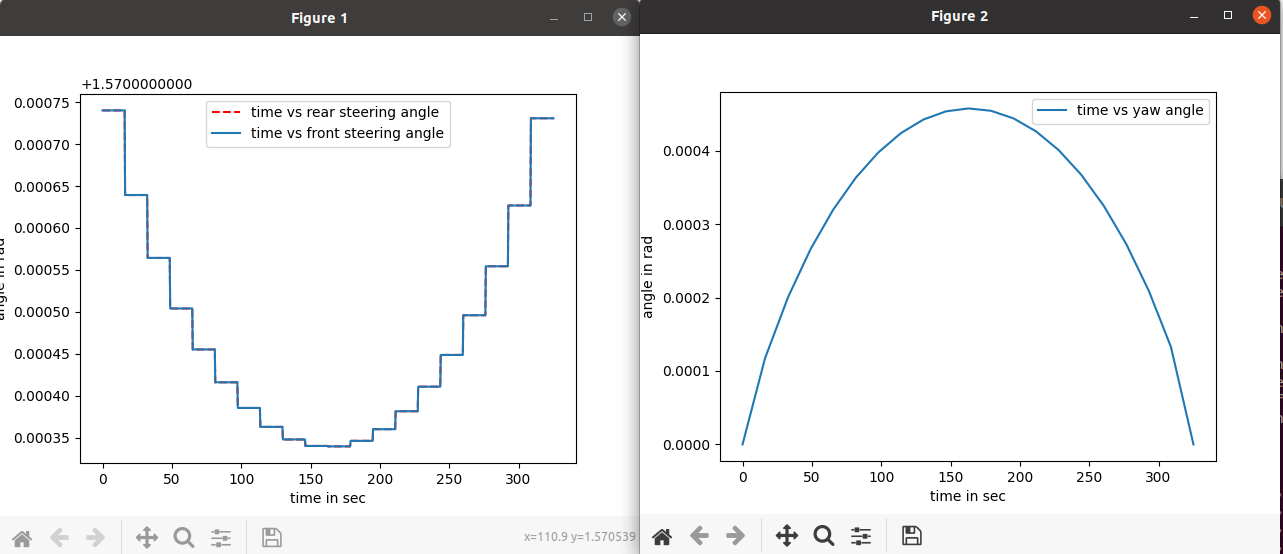 Figure 1
+1.5700000000
0.00075
0.00070
0.00065
0.00060
0.00055
0.00050
0.00045
0.00040
0.00035
time vs rear steering angle
time vs front steering angle
0 50 100 150 200 250 300
time in sec
x=110.9 y=1.570539
Figure 2
time vs yaw angle
0.0004
0.0003
0.0002
0.0001
0.0000
angle in rad
0 50 100 150 200 250 300
time in sec